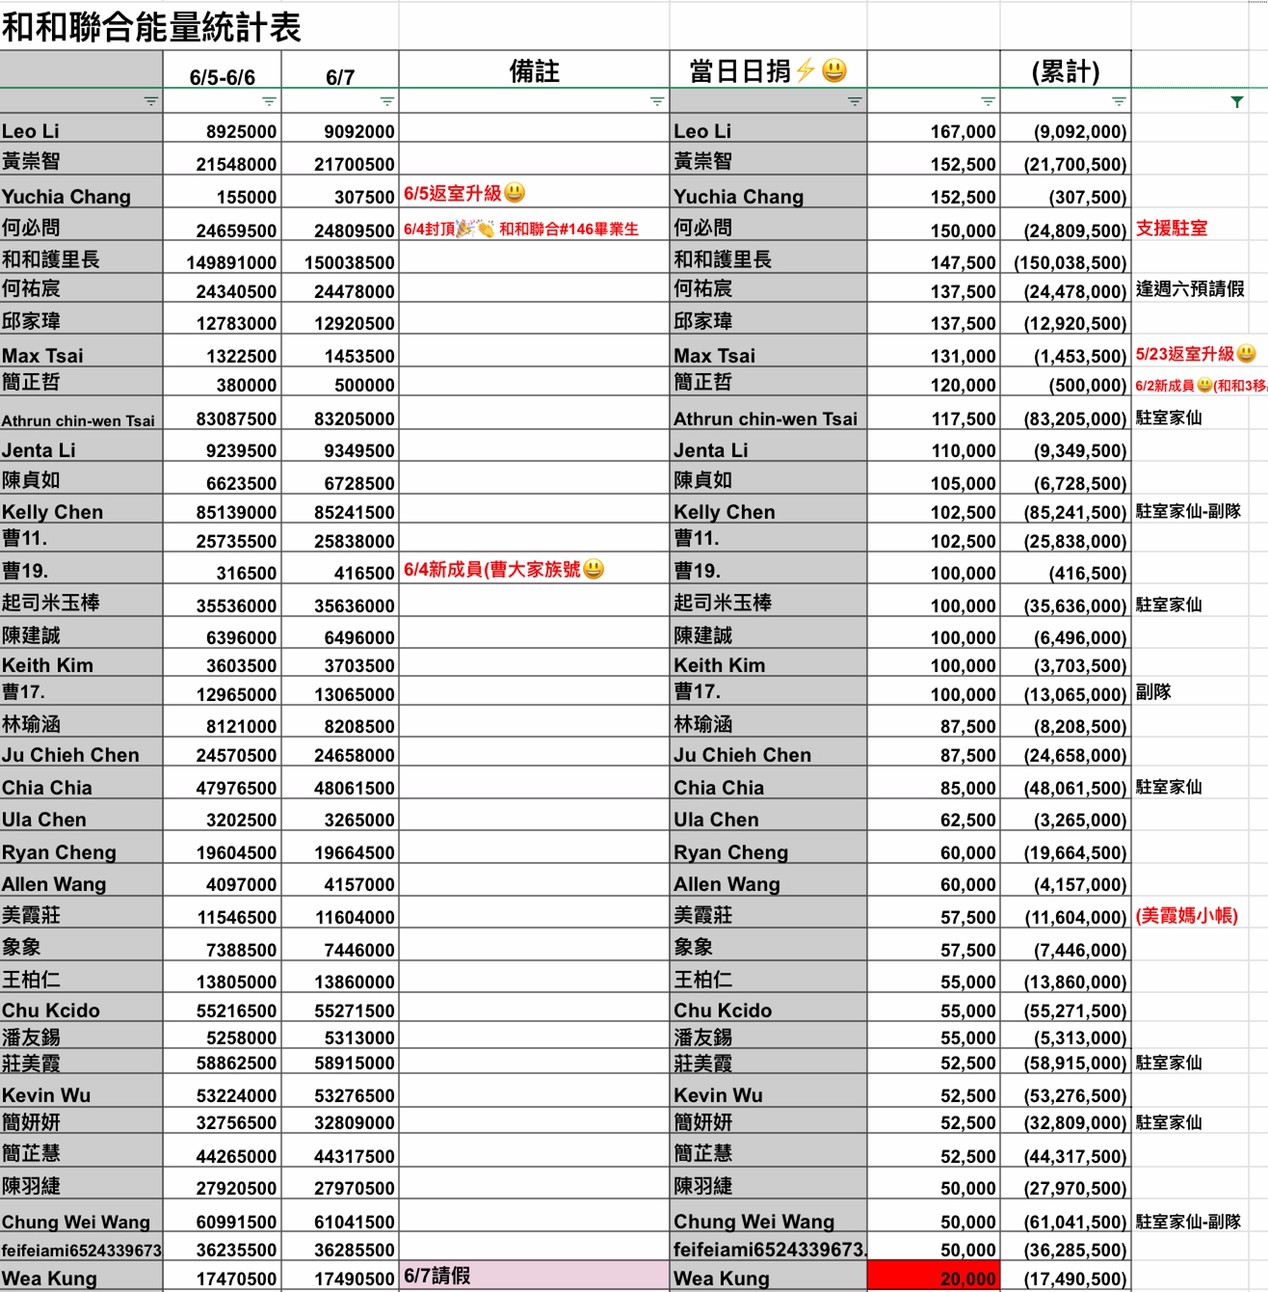 和和聯合能量統計表
6/5-6/6 6/7 備註 當日日捐⚡😃 (累計)
Leo Li 8925000 9092000 Leo Li 167,000 (9,092,000)
黃崇智 21548000 21700500 黃崇智 152,500 (21,700,500)
Yuchia Chang 155000 307500 6/5返室升級😃 Yuchia Chang 152,500 (307,500)
何必問 24659500 24809500 6/4封頂🎉👏 和和聯合#146畢業生 何必問 150,000 (24,809,500) 支援駐室
和和護里長 149891000 150038500 和和護里長 147,500 (150,038,500)
何祐宸 24340500 24478000 何祐宸 137,500 (24,478,000) 逢週六預請假
邱家瑋 12783000 12920500 邱家瑋 137,500 (12,920,500)
Max Tsai 1322500 1453500 Max Tsai 131,000 (1,453,500) 5/23返室升級😃
簡正哲 380000 500000 簡正哲 120,000 (500,000) 6/2新成員😃(和和3移
Athrun chin-wen Tsai 83087500 83205000 Athrun chin-wen Tsai 117,500 (83,205,000) 駐室家仙
Jenta Li 9239500 9349500 Jenta Li 110,000 (9,349,500)
陳貞如 6623500 6728500 陳貞如 105,000 (6,728,500)
Kelly Chen 85139000 85241500 Kelly Chen 102,500 (85,241,500) 駐室家仙-副隊
曹11. 25735500 25838000 曹11. 102,500 (25,838,000)
曹19. 316500 416500 6/4新成員(曹大家族號😃 曹19. 100,000 (416,500)
起司米玉棒 35536000 35636000 起司米玉棒 100,000 (35,636,000) 駐室家仙
陳建誠 6396000 6496000 陳建誠 100,000 (6,496,000)
Keith Kim 3603500 3703500 Keith Kim 100,000 (3,703,500)
曹17. 12965000 13065000 曹17. 100,000 (13,065,000) 副隊
林瑜涵 8121000 8208500 林瑜涵 87,500 (8,208,500)
Ju Chieh Chen 24570500 24658000 Ju Chieh Chen 87,500 (24,658,000)
Chia Chia 47976500 48061500 Chia Chia 85,000 (48,061,500) 駐室家仙
Ula Chen 3202500 3265000 Ula Chen 62,500 (3,265,000)
Ryan Cheng 19604500 19664500 Ryan Cheng 60,000 (19,664,500)
Allen Wang 4097000 4157000 Allen Wang 60,000 (4,157,000)
美霞莊 11546500 11604000 美霞莊 57,500 (11,604,000) (美霞媽小帳)
象象 7388500 7446000 象象 57,500 (7,446,000)
王柏仁 13805000 13860000 王柏仁 55,000 (13,860,000)
Chu Kcido 55216500 55271500 Chu Kcido 55,000 (55,271,500)
潘友錫 5258000 5313000 潘友錫 55,000 (5,313,000)
莊美霞 58862500 58915000 莊美霞 52,500 (58,915,000) 駐室家仙
Kevin Wu 53224000 53276500 Kevin Wu 52,500 (53,276,500)
簡妍妍 32756500 32809000 簡妍妍 52,500 (32,809,000) 駐室家仙
簡芷慧 44265000 44317500 簡芷慧 52,500 (44,317,500)
陳羽緁 27920500 27970500 陳羽緁 50,000 (27,970,500)
Chung Wei Wang 60991500 61041500 Chung Wei Wang 50,000 (61,041,500) 駐室家仙-副隊
feifeiami6524339673 36235500 36285500 feifeiami6524339673. 50,000 (36,285,500)
Wea Kung 17470500 17490500 6/7請假 Wea Kung 20,000 (17,490,500)